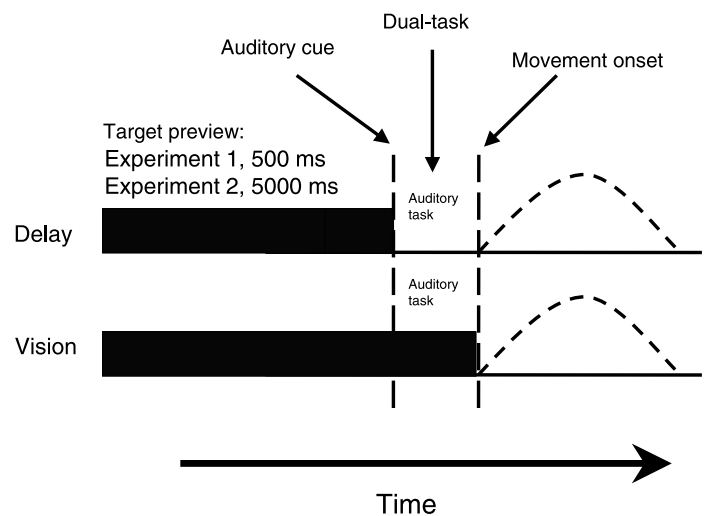 Dual-task
Auditory cue
Movement onset
Target preview:
Experiment 1, 500 ms
Experiment 2, 5000 ms
Auditory
task
Delay
Auditory
task
Vision
Time